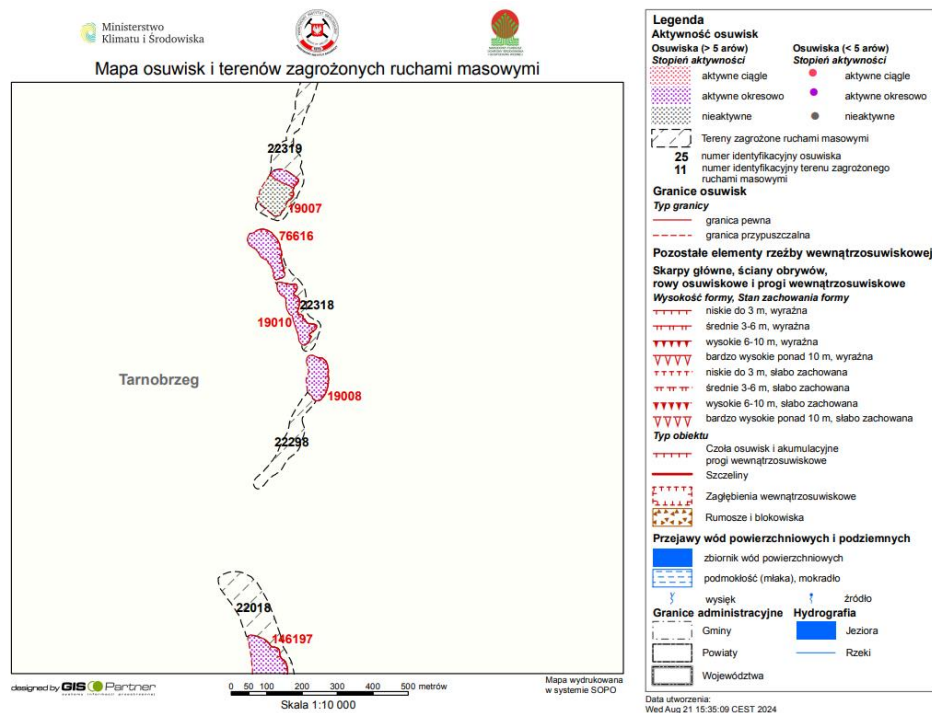 Ministerstwo
Klimatu i Środowiska
Mapa osuwisk i terenów zagrożonych ruchami masowymi
22319
19007
76616
22318
19010
Tarnobrzeg
19008
22298
22018
146197
designed by GIS Partner
0 50 100 200 300 400 500 metrów
Skala 1:10 000
Mapa wydrukowana
w systemie SOPO
Legenda
Aktywność osuwisk
Osuwiska (> 5 arów) Osuwiska (< 5 arów)
Stopień aktywności Stopień aktywności
aktywne ciągle aktywne ciągle
aktywne okresowo aktywne okresowo
nieaktywne nieaktywne
Tereny zagrożone ruchami masowymi
25 numer identyfikacyjny osuwiska
11 numer identyfikacyjny terenu zagrożonego
ruchami masowymi
Granice osuwisk
Typ granicy
granica pewna
granica przypuszczalna
Pozostałe elementy rzeźby wewnątrzosuwiskowej
Skarpy główne, ściany obrywów,
rowy osuwiskowe i progi wewnątrzosuwiskowe
Wysokość formy, Stan zachowania formy
niskie do 3 m, wyraźna
średnie 3-6 m, wyraźna
wysokie 6-10 m, wyraźna
bardzo wysokie ponad 10 m, wyraźna
niskie do 3 m, słabo zachowana
średnie 3-6 m, słabo zachowana
wysokie 6-10 m, słabo zachowana
bardzo wysokie ponad 10 m, słabo zachowana
Typ obiektu
Czoła osuwisk i akumulacyjne
progi wewnątrzosuwiskowe
Szczeliny
Zagłębienia wewnątrzosuwiskowe
Rumosze i blokowiska
Przejawy wód powierzchniowych i podziemnych
zbiornik wód powierzchniowych
podmokłość (młaka), mokradło
wysięk źródło
Granice administracyjne Hydrografia
Gminy Jeziora
Powiaty Rzeki
Województwa
Data utworzenia:
Wed Aug 21 15:35:09 CEST 2024